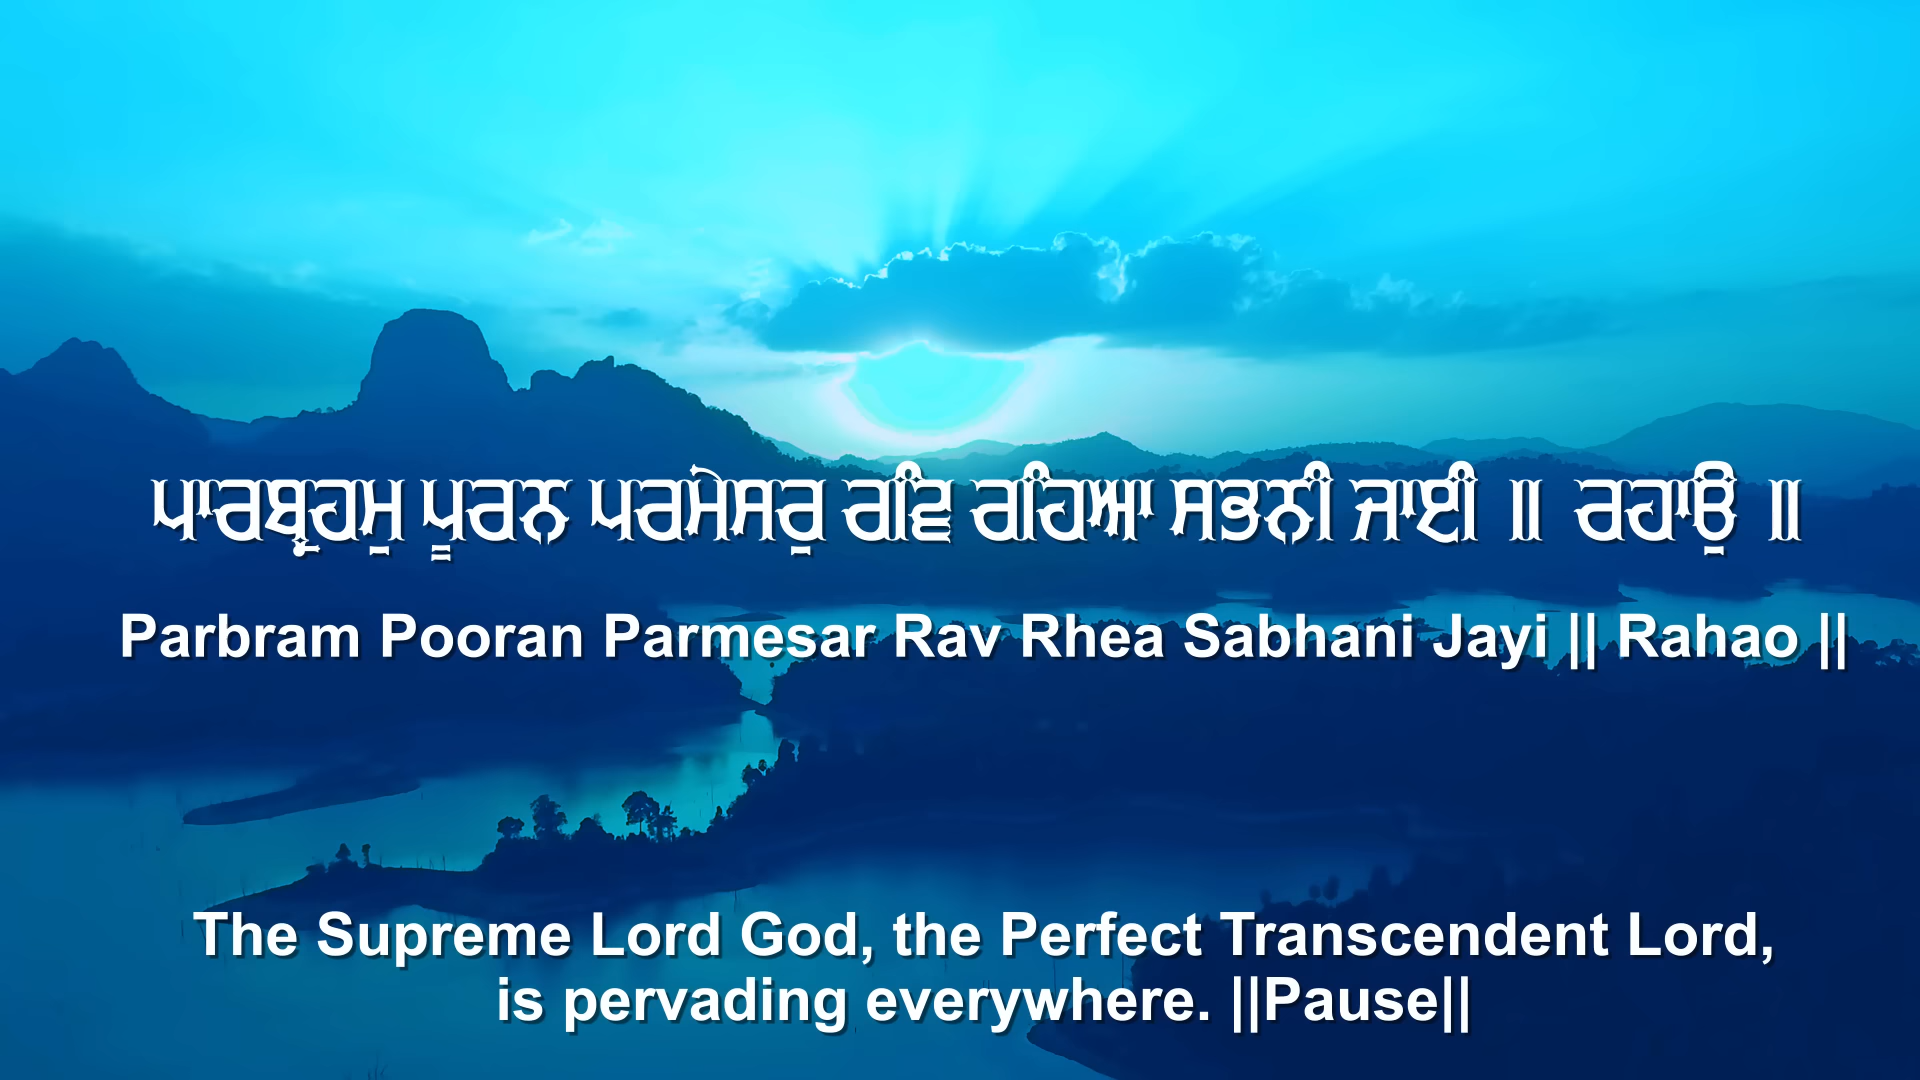 ਪਾਰਬ੍ਰਹਮੁ ਪੂਰਨ ਪਰਮੇਸਰੁ ਰਵਿ ਰਹਿਆ ਸਭਨੀ ਜਾਈ ॥ ਰਹਾਉ ॥
Parbram Pooran Parmesar Rav Rhea Sabhani Jayi || Rahao ||
The Supreme Lord God, the Perfect Transcendent Lord,
is pervading everywhere. ||Pause||